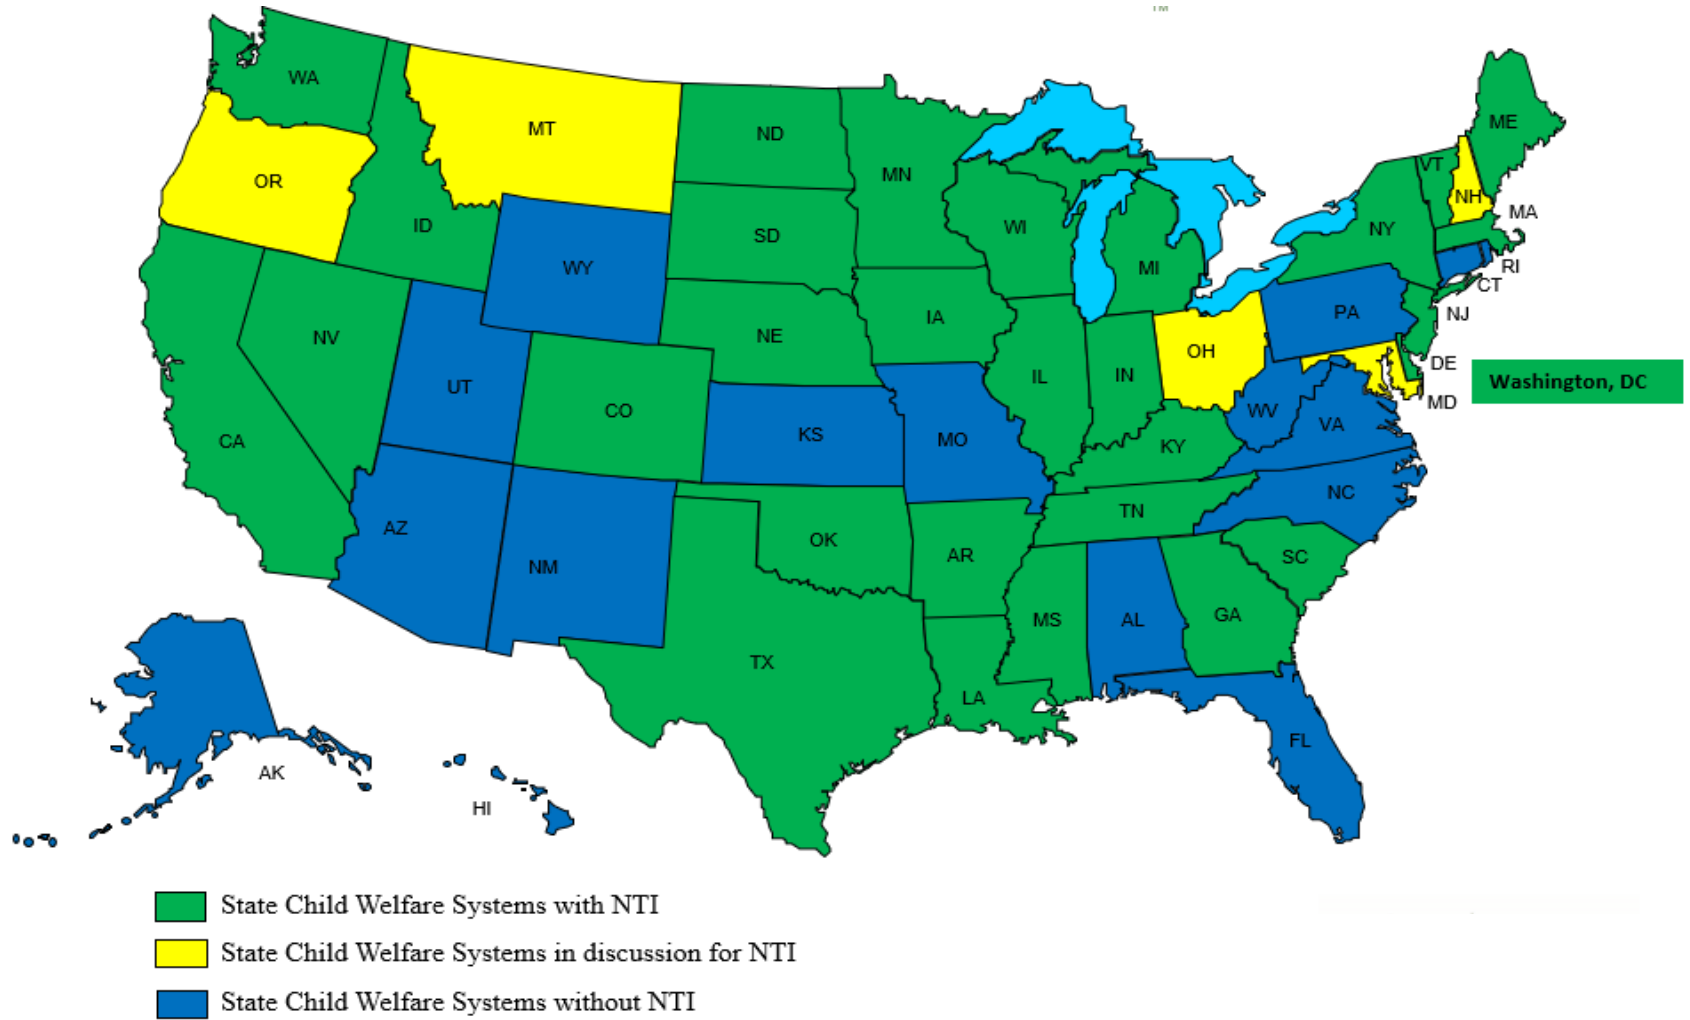 TM
WA
ME
MT
ND
VT
MN
OR
NH
MA
ID
SD
WI
NY
WY
MI
RI
CT
NJ
NV
NE
IA
PA
OH
DE
Washington, DC
UT
IL
IN
MD
CO
WV
VA
CA
KS
MO
KY
NC
TN
AZ
OK
AR
SC
NM
MS
AL
GA
TX
LA
FL
AK
HI
State Child Welfare Systems with NTI
State Child Welfare Systems in discussion for NTI
State Child Welfare Systems without NTI